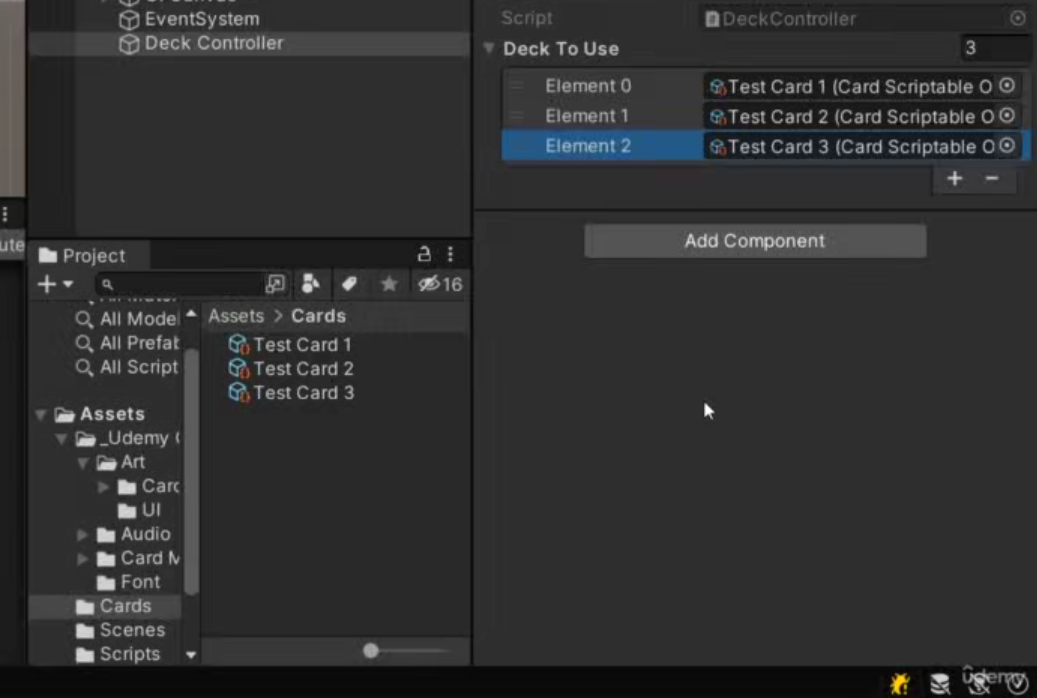 EventSystem
Deck Controller
Script DeckController
Deck To Use 3
Element 0 Test Card 1 (Card Scriptable O
Element 1 Test Card 2 (Card Scriptable O
Element 2 Test Card 3 (Card Scriptable O
+ −
Add Component
Project
16
All Model
All Prefab
All Script
Assets > Cards
Test Card 1
Test Card 2
Test Card 3
Assets
_Udemy
Art
Card
UI
Audio
Card M
Font
Cards
Scenes
Scripts
udemy